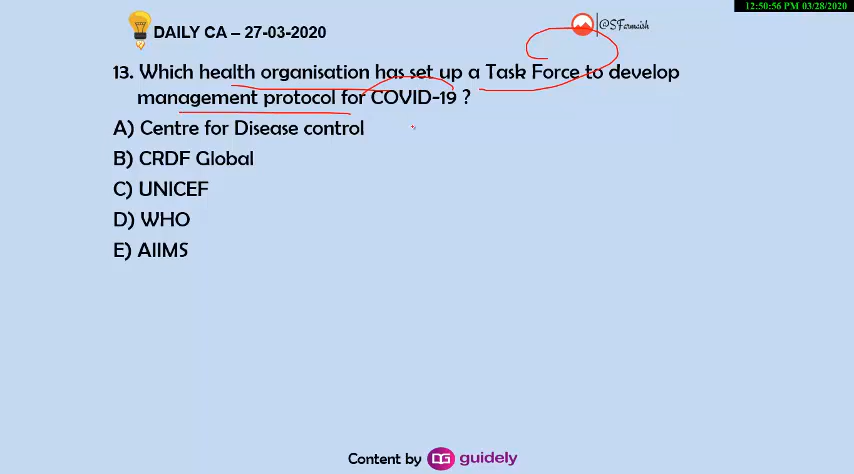 12:50:56 PM 03/28/2020
DAILY CA – 27-03-2020
13. Which health organisation has set up a Task Force to develop
management protocol for COVID-19 ?
A) Centre for Disease control
B) CRDF Global
C) UNICEF
D) WHO
E) AIIMS
Content by guidely